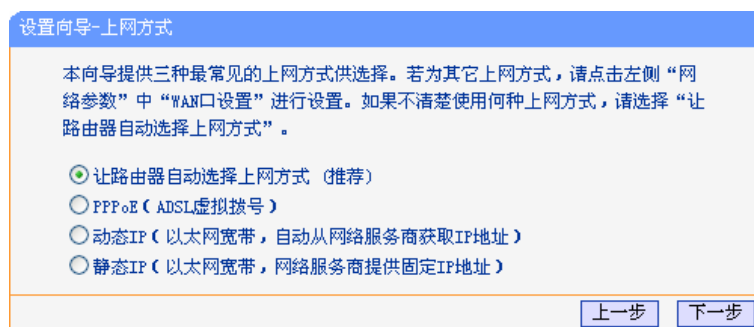 设置向导-上网方式
本向导提供三种最常见的上网方式供选择。若为其它上网方式，请点击左侧“网
络参数”中“WAN口设置”进行设置。如果不清楚使用何种上网方式，请选择“让
路由器自动选择上网方式”。
让路由器自动选择上网方式（推荐）
PPPoE（ADSL虚拟拨号）
动态IP（以太网宽带，自动从网络服务商获取IP地址）
静态IP（以太网宽带，网络服务商提供固定IP地址）
上一步 下一步